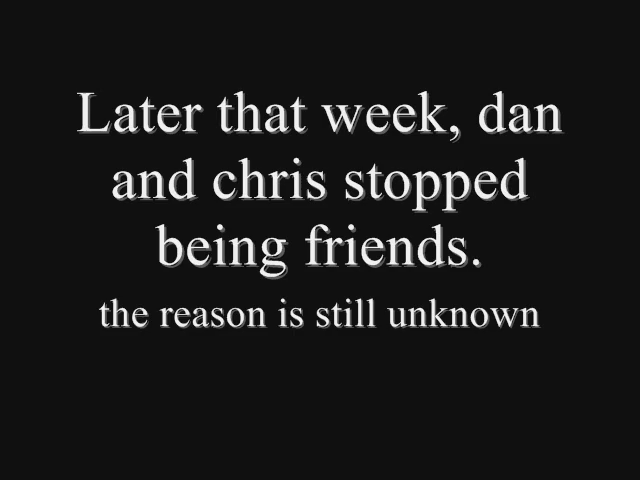 Later that week, dan
and chris stopped
being friends.
the reason is still unknown